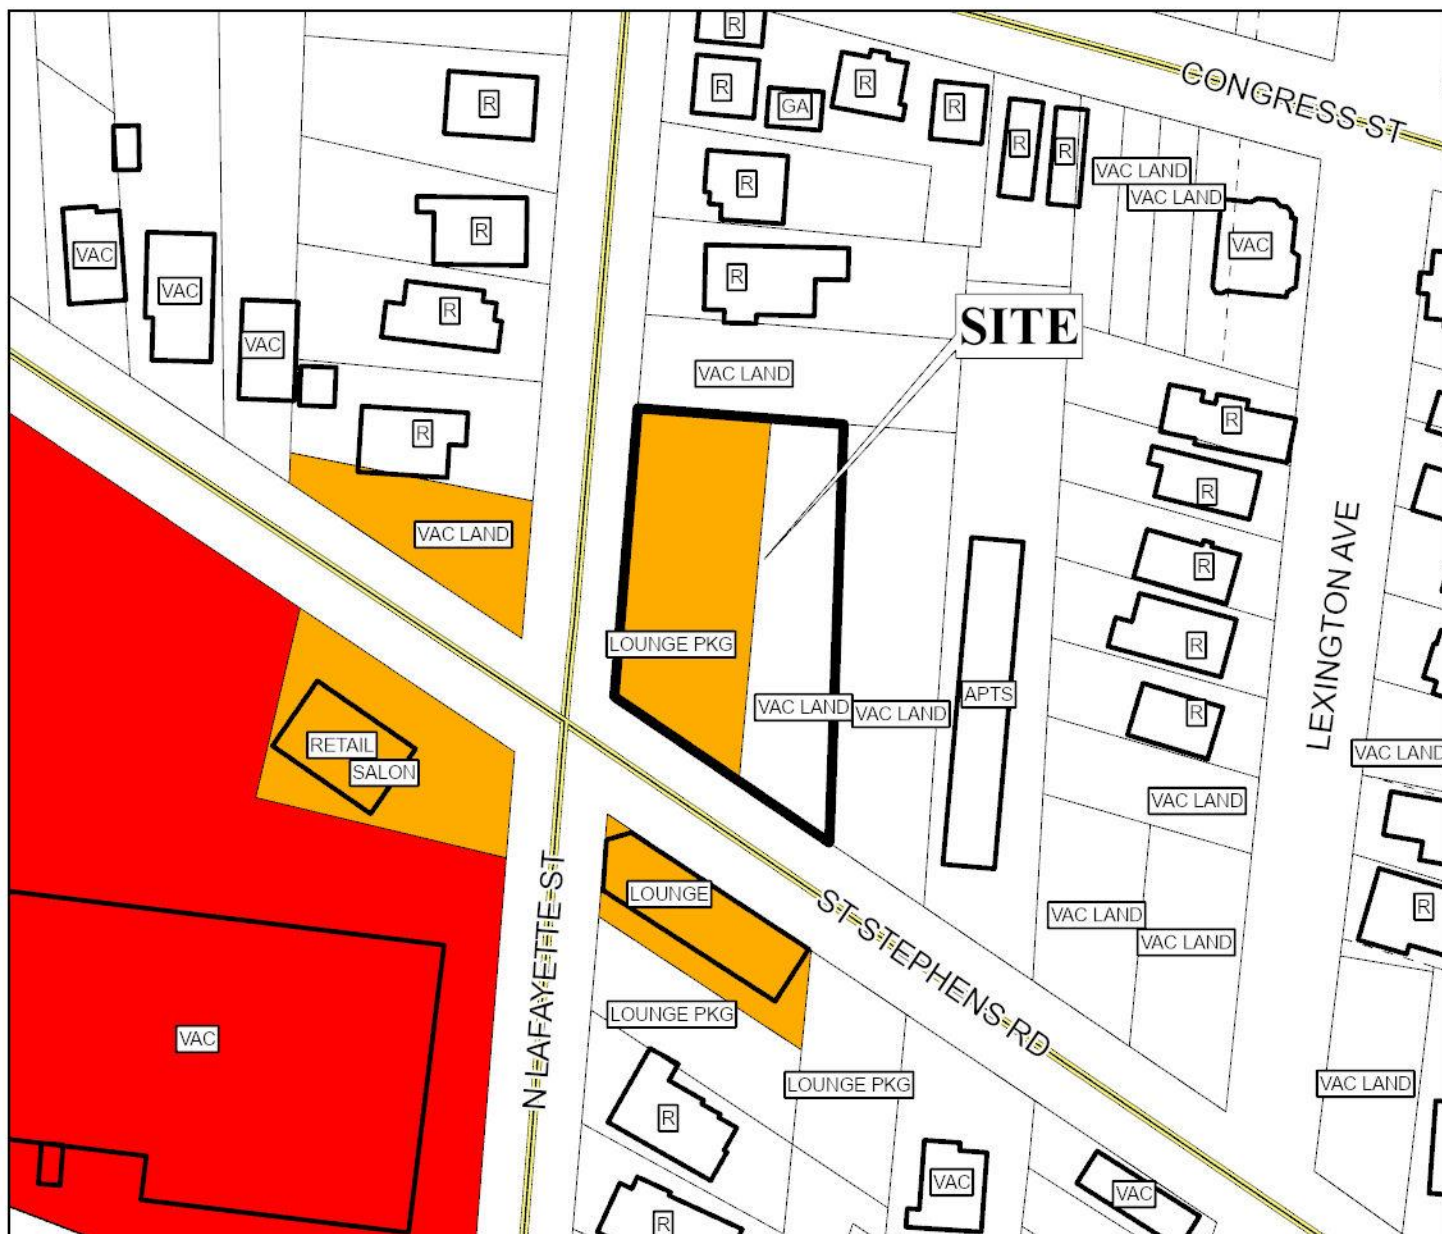 R
CONGRESS ST
R
R
GA
R
R
R
R
R
VAC LAND
VAC LAND
R
R
VAC
VAC
R
VAC
R
SITE
VAC
VAC LAND
R
R
R
VAC LAND
R
LEXINGTON AVE
LOUNGE PKG
R
VAC LAND
VAC LAND
APTS
R
RETAIL
SALON
VAC LAND
VAC LAND
N LAFAYETTE ST
LOUNGE
ST STEPHENS RD
VAC LAND
VAC LAND
R
LOUNGE PKG
VAC
LOUNGE PKG
VAC LAND
R
VAC
VAC
R